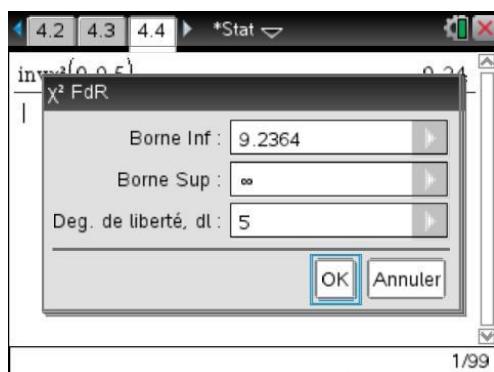 4.2 4.3 4.4 *Stat
χ² FdR
Borne Inf : 9.2364
Borne Sup : ∞
Deg. de liberté, dl : 5
OK Annuler
1/99